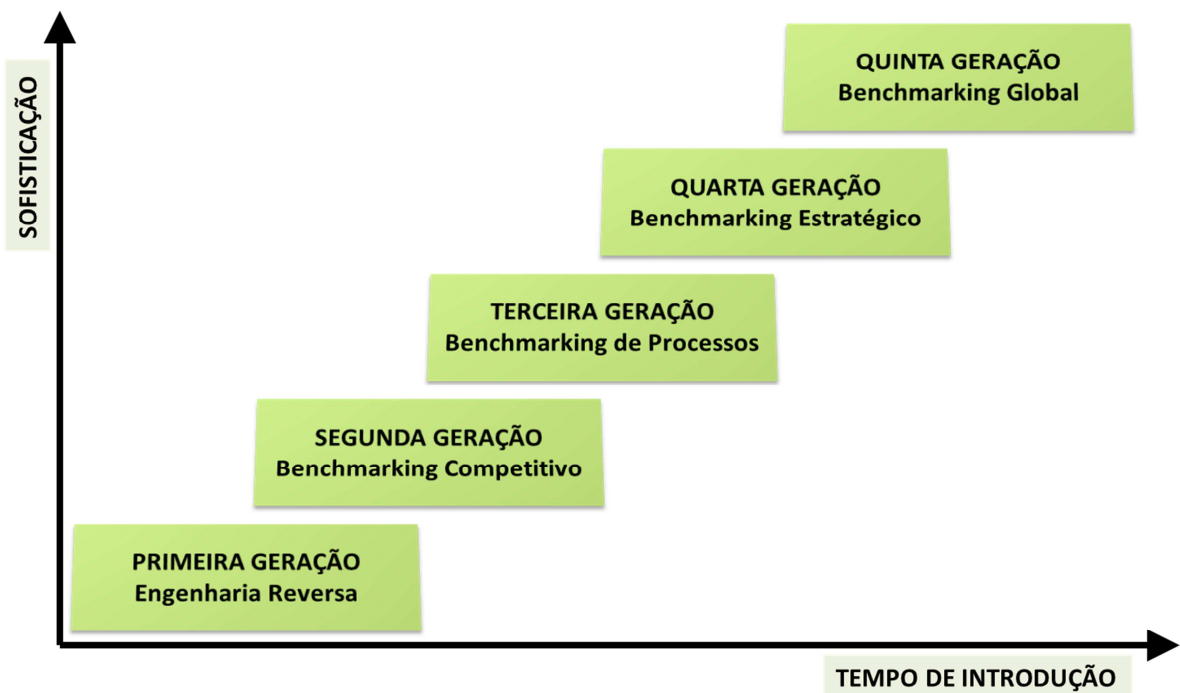 SOFISTICAÇÃO
QUINTA GERAÇÃO
Benchmarking Global
QUARTA GERAÇÃO
Benchmarking Estratégico
TERCEIRA GERAÇÃO
Benchmarking de Processos
SEGUNDA GERAÇÃO
Benchmarking Competitivo
PRIMEIRA GERAÇÃO
Engenharia Reversa
TEMPO DE INTRODUÇÃO